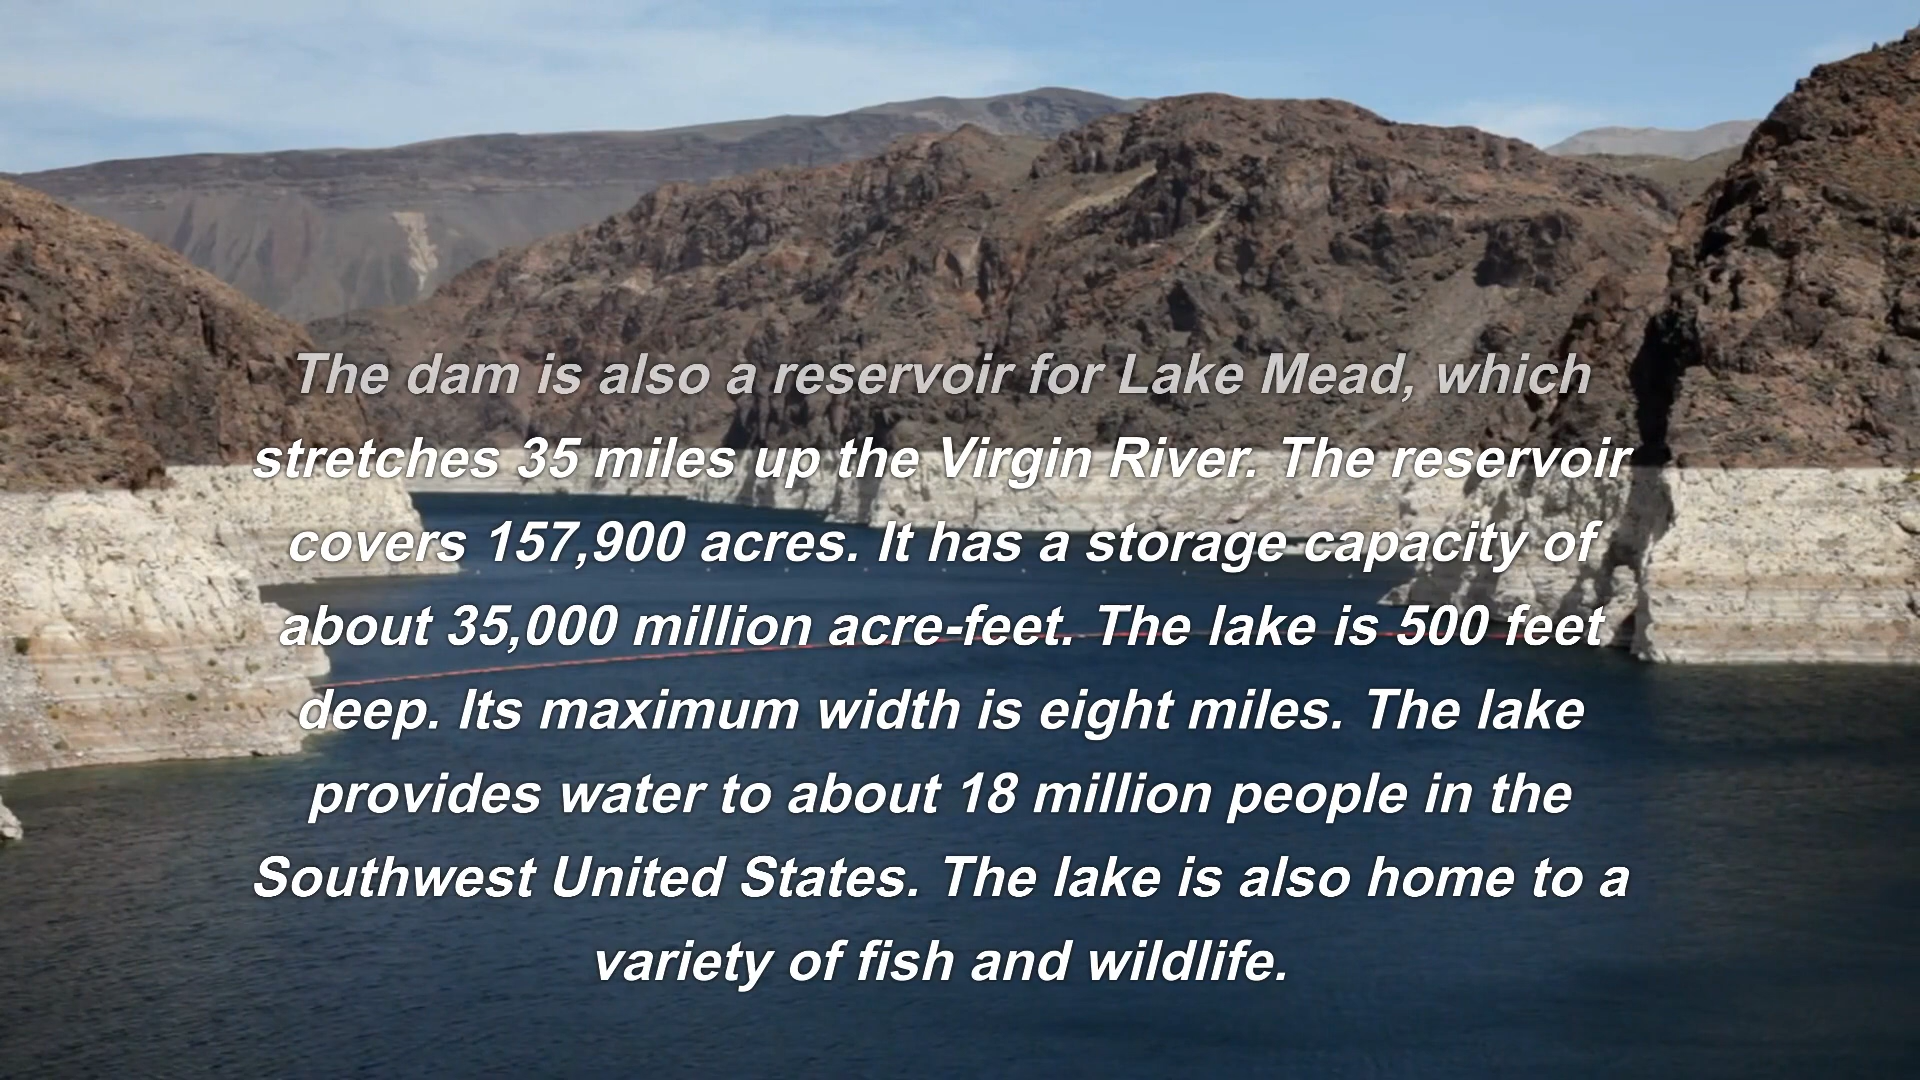 The dam is also a reservoir for Lake Mead, which
stretches 35 miles up the Virgin River. The reservoir
covers 157,900 acres. It has a storage capacity of
about 35,000 million acre-feet. The lake is 500 feet
deep. Its maximum width is eight miles. The lake
provides water to about 18 million people in the
Southwest United States. The lake is also home to a
variety of fish and wildlife.